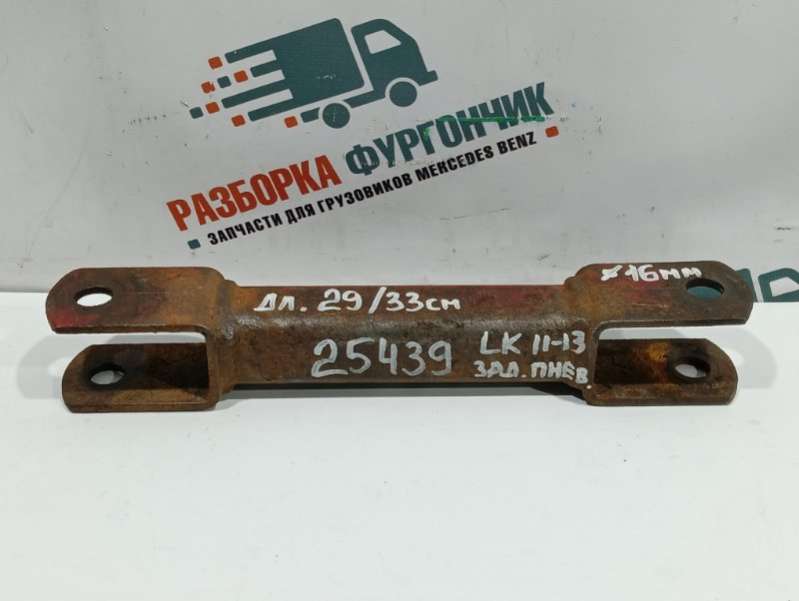 РАЗБОРКА ФУРГОНЧИК
ЗАПЧАСТИ ДЛЯ ГРУЗОВИКОВ MERCEDES BENZ
⌀16мм
Дл. 29/33см
25439
LK 11-13
ЗАД. ПНЕВ.